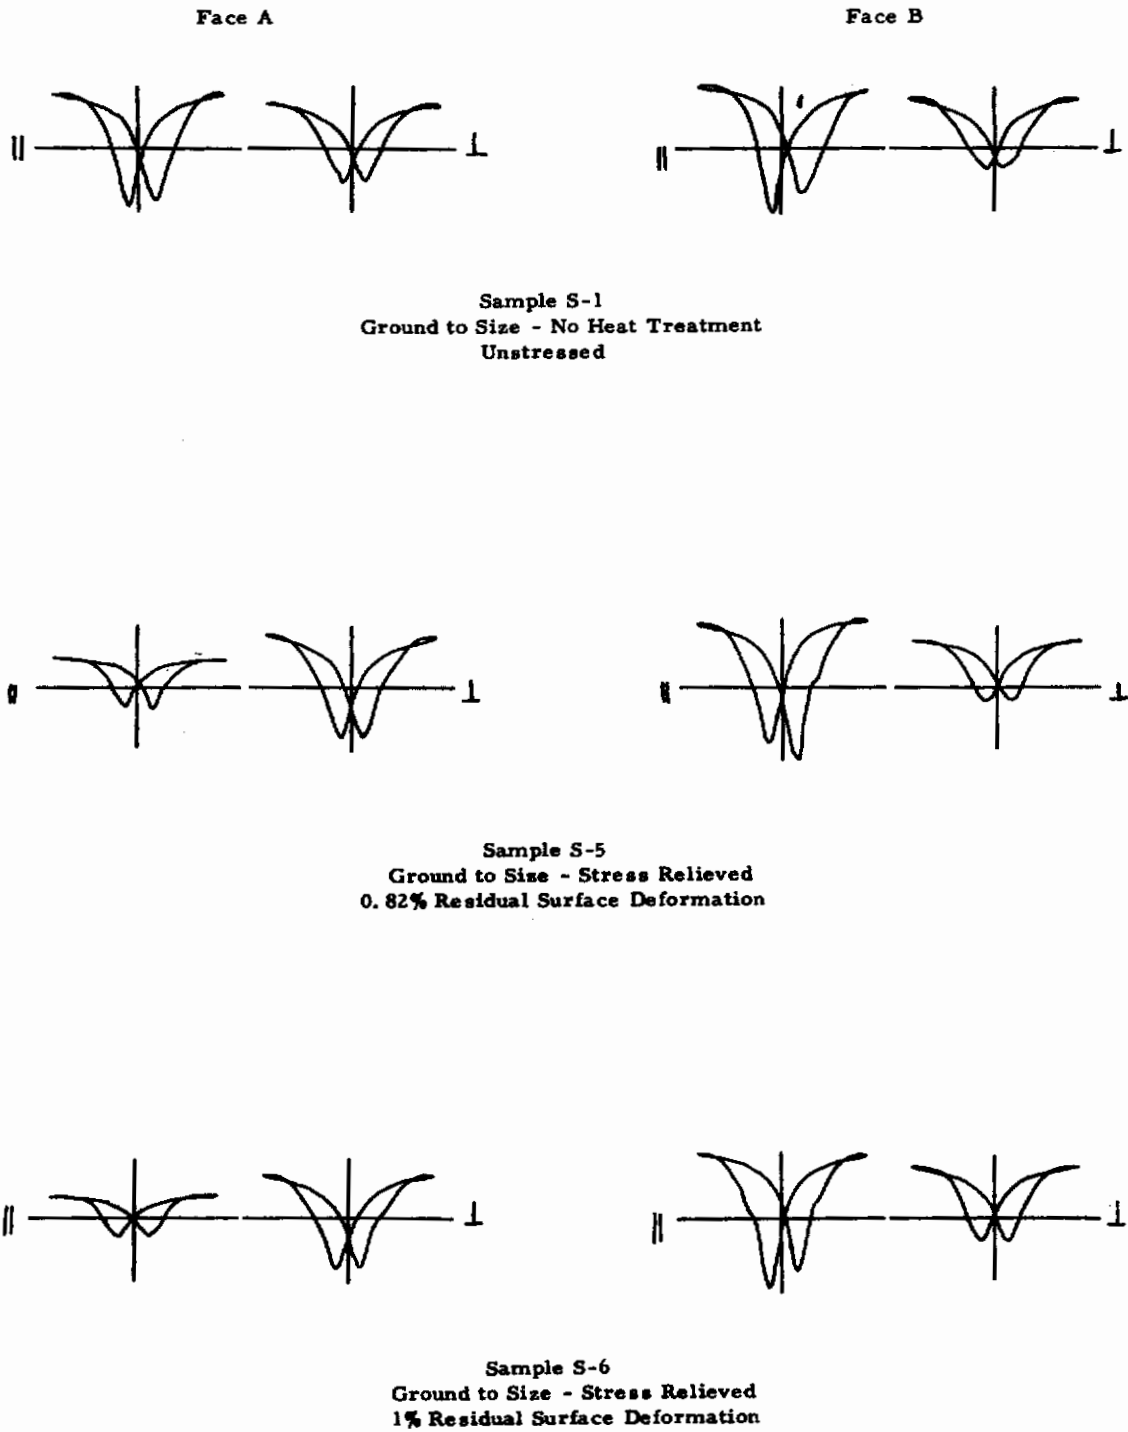 Face A Face B
|| ⊥ || ⊥
Sample S-1
Ground to Size - No Heat Treatment
Unstressed
⊥ ⊥
Sample S-5
Ground to Size - Stress Relieved
0.82% Residual Surface Deformation
|| ⊥ || ⊥
Sample S-6
Ground to Size - Stress Relieved
1% Residual Surface Deformation